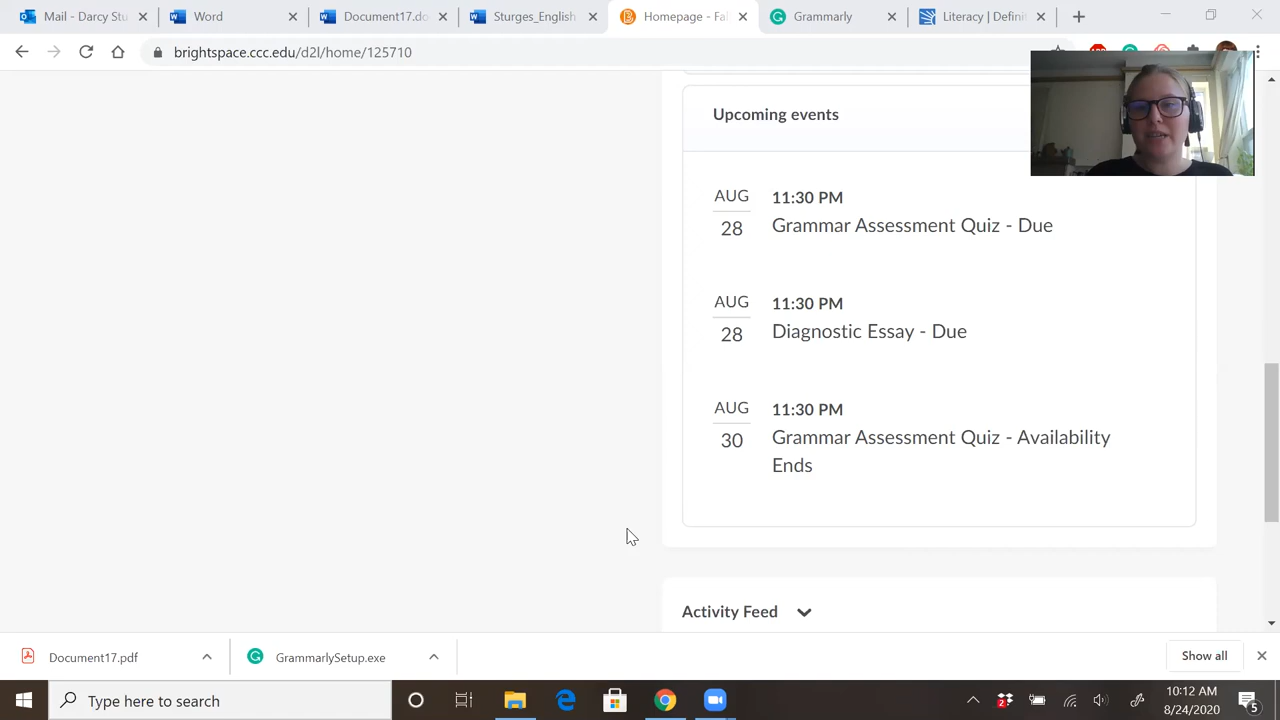 Mail - Darcy Stu
Word
Document17.do
Sturges_English
Homepage - Fal
Grammarly
Literacy | Defini
brightspace.ccc.edu/d2l/home/125710
Upcoming events
AUG
28
11:30 PM
Grammar Assessment Quiz - Due
AUG
28
11:30 PM
Diagnostic Essay - Due
AUG
30
11:30 PM
Grammar Assessment Quiz - Availability
Ends
Activity Feed
Document17.pdf
GrammarlySetup.exe
Show all
Type here to search
2
10:12 AM
8/24/2020
5